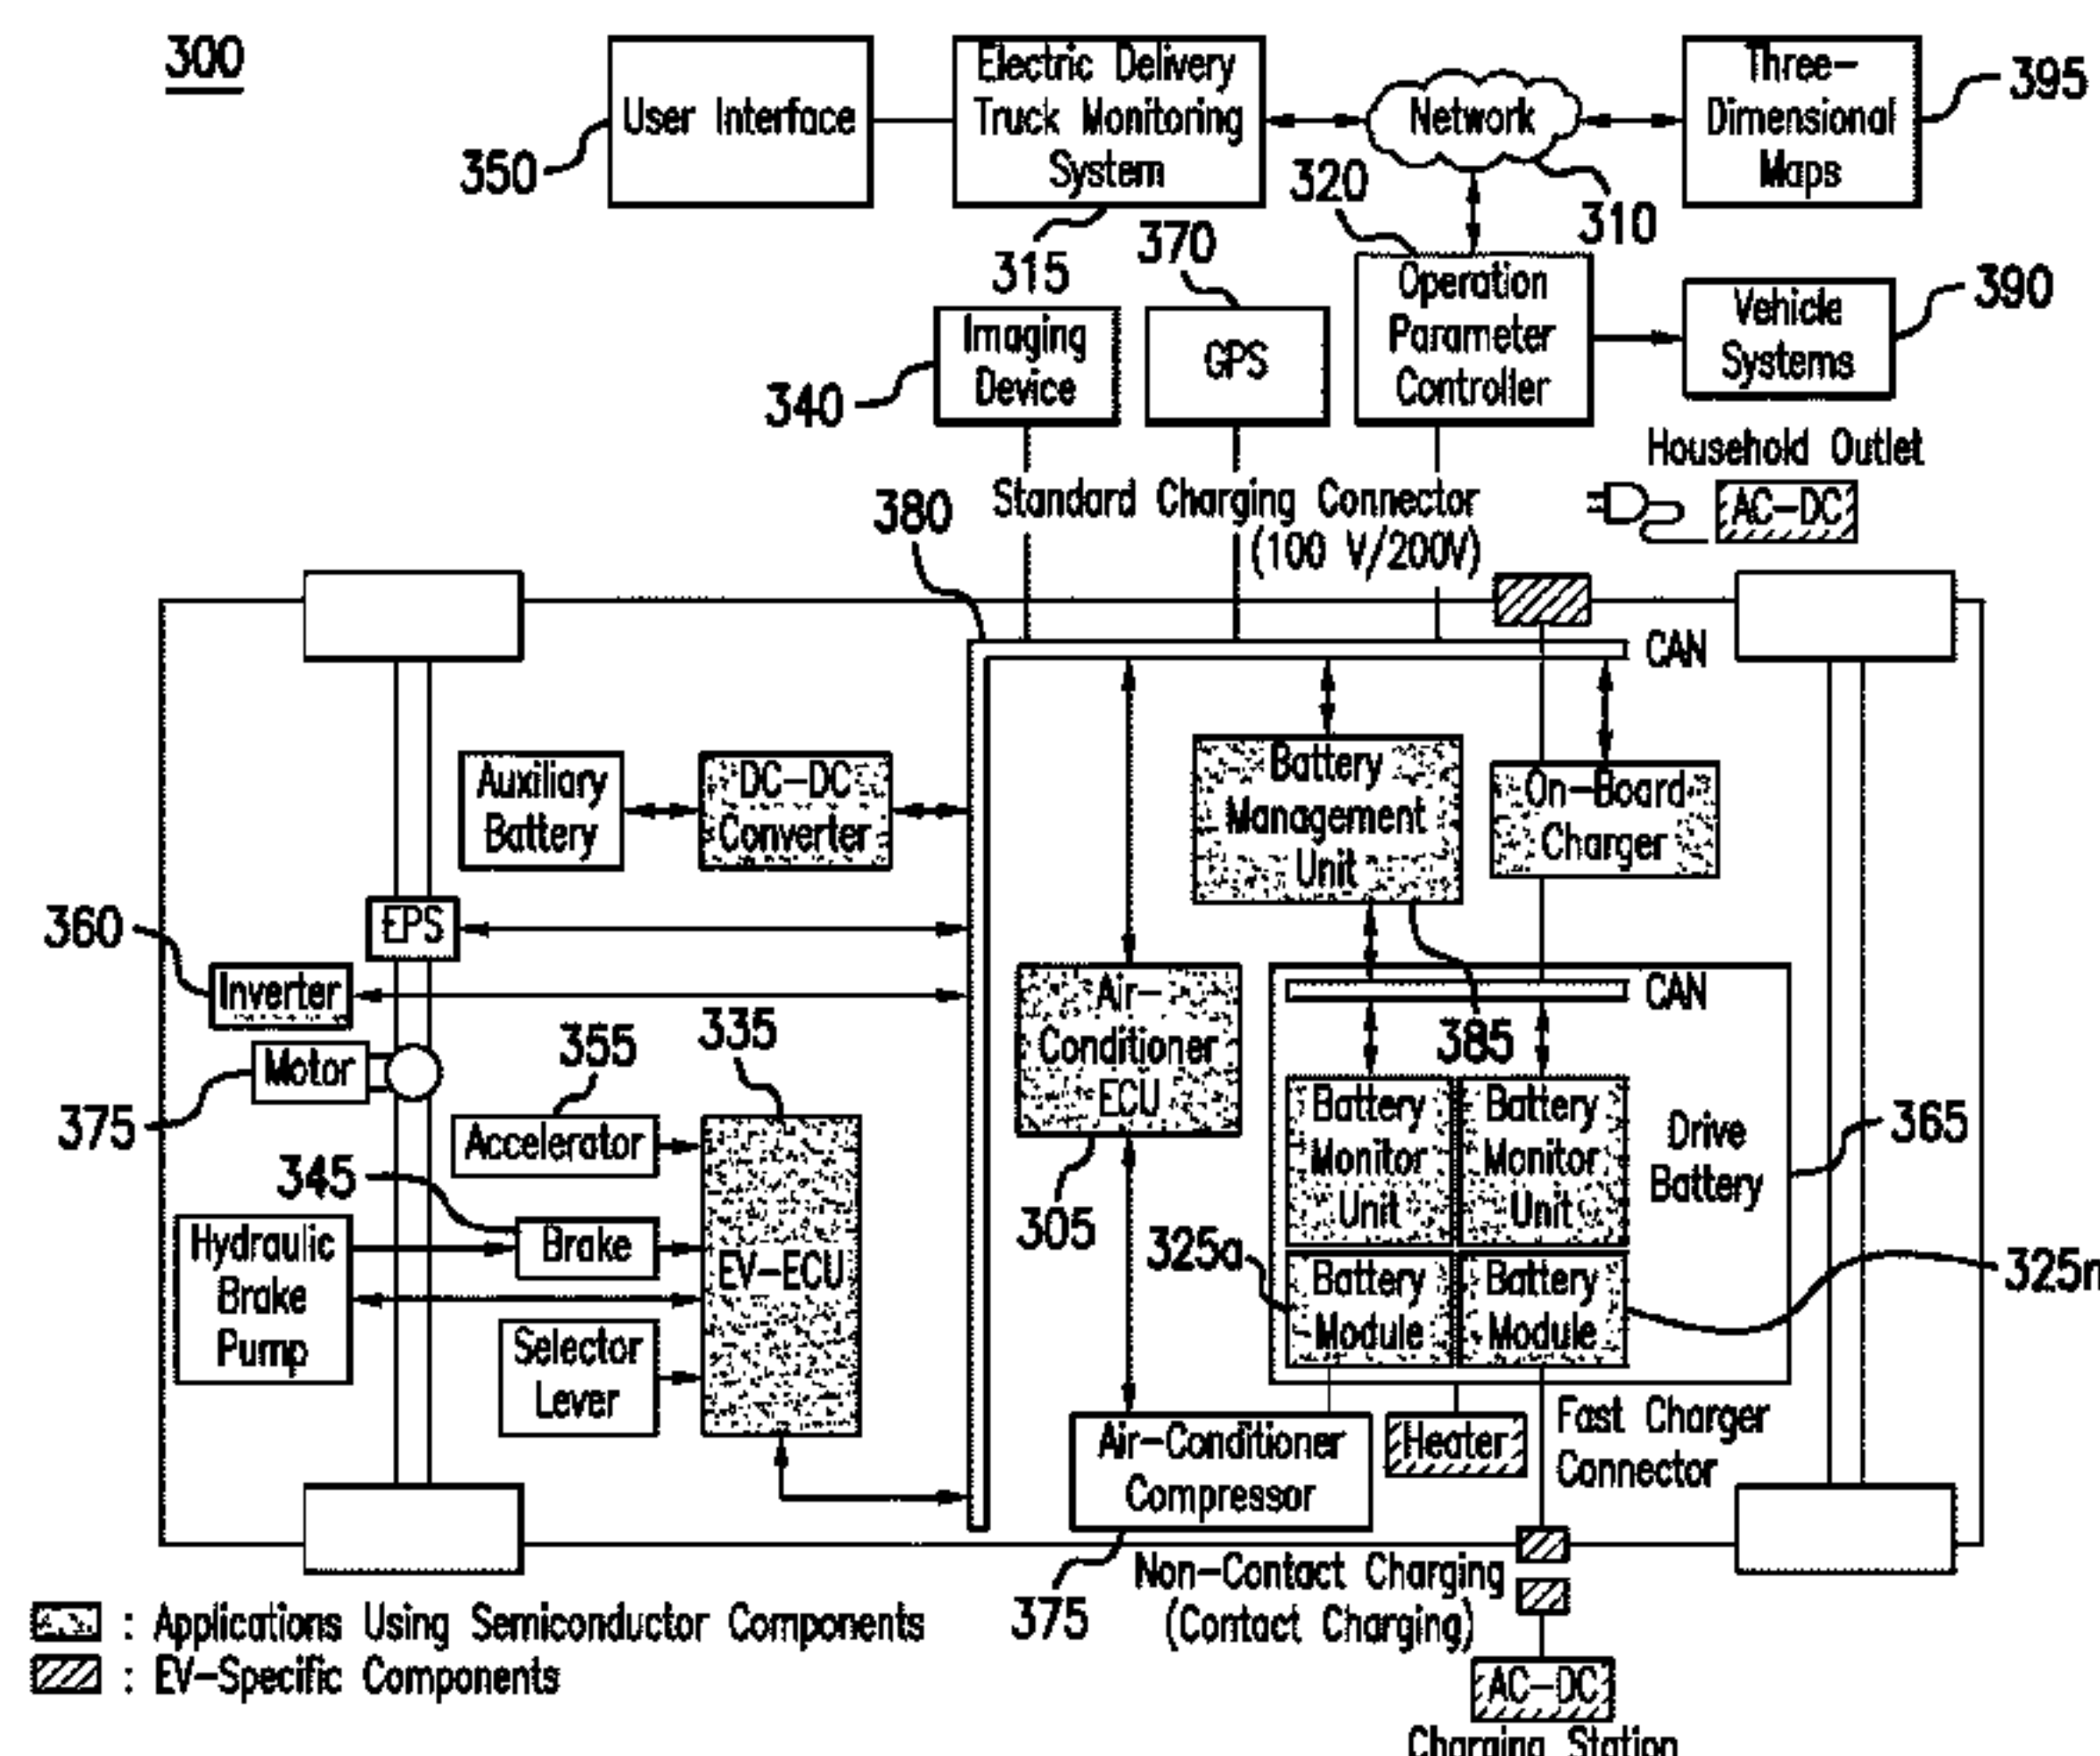 300
User Interface
350
Electric Delivery
Truck Monitoring
System
315
Network
310
Three-
Dimensional
Maps
395
320
Operation
Parameter
Controller
Vehicle
Systems
390
370
GPS
Imaging
Device
340
Household Outlet
AC-DC
Standard Charging Connector
(100 V/200V)
380
CAN
Auxiliary
Battery
DC-DC
Converter
Battery
Management
Unit
385
On-Board
Charger
EPS
360
Inverter
Motor
375
355
Accelerator
335
EV-ECU
345
Brake
Hydraulic
Brake
Pump
Selector
Lever
Air-
Conditioner
ECU
305
CAN
Battery
Monitor
Unit
Battery
Monitor
Unit
Drive
Battery
365
325a
Battery
Module
Battery
Module
325n
Air-Conditioner
Compressor
375
Heater
Fast Charger
Connector
Non-Contact Charging
(Contact Charging)
AC-DC
Charging Station
: Applications Using Semiconductor Components
: EV-Specific Components